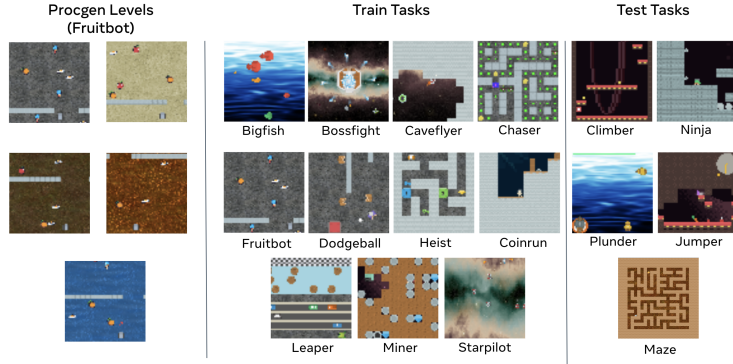 Procgen Levels
(Fruitbot)
Train Tasks
Test Tasks
Bigfish
Bossfight
Caveflyer
Chaser
Climber
Ninja
Fruitbot
Dodgeball
Heist
Coinrun
Plunder
Jumper
Leaper
Miner
Starpilot
Maze